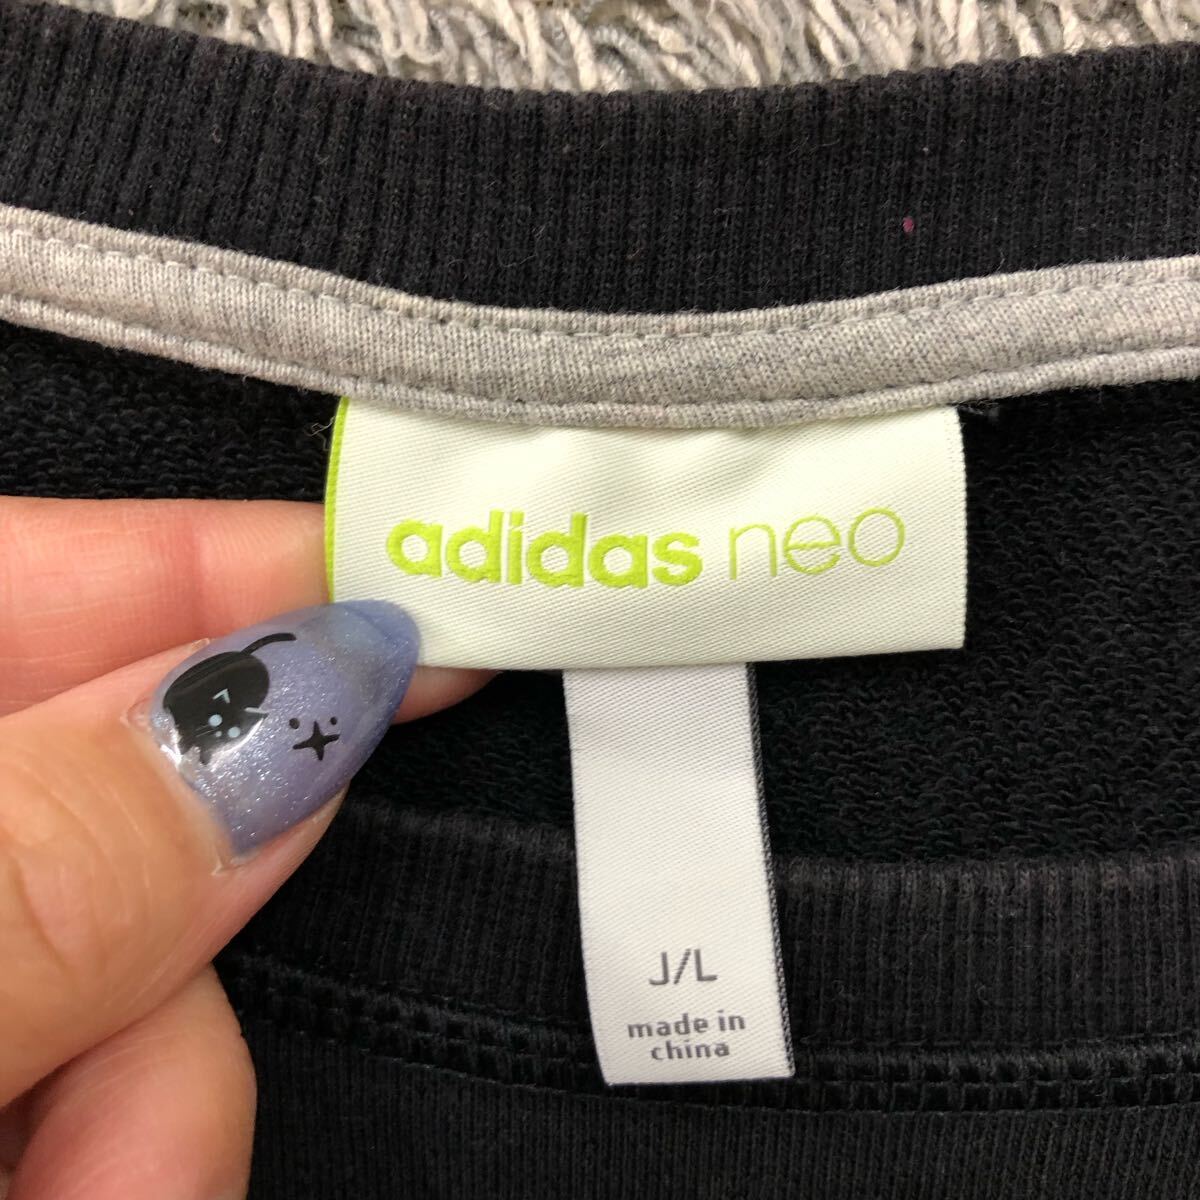 adidas neo
J/L
made in
china